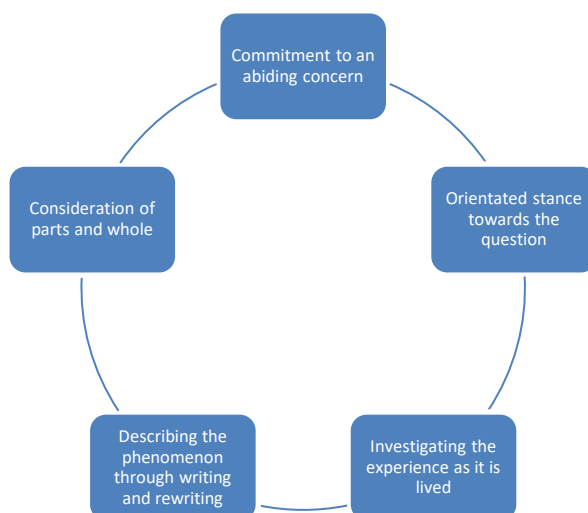 Commitment to an
abiding concern
Orientated stance
towards the
question
Investigating the
experience as it is
lived
Describing the
phenomenon
through writing
and rewriting
Consideration of
parts and whole